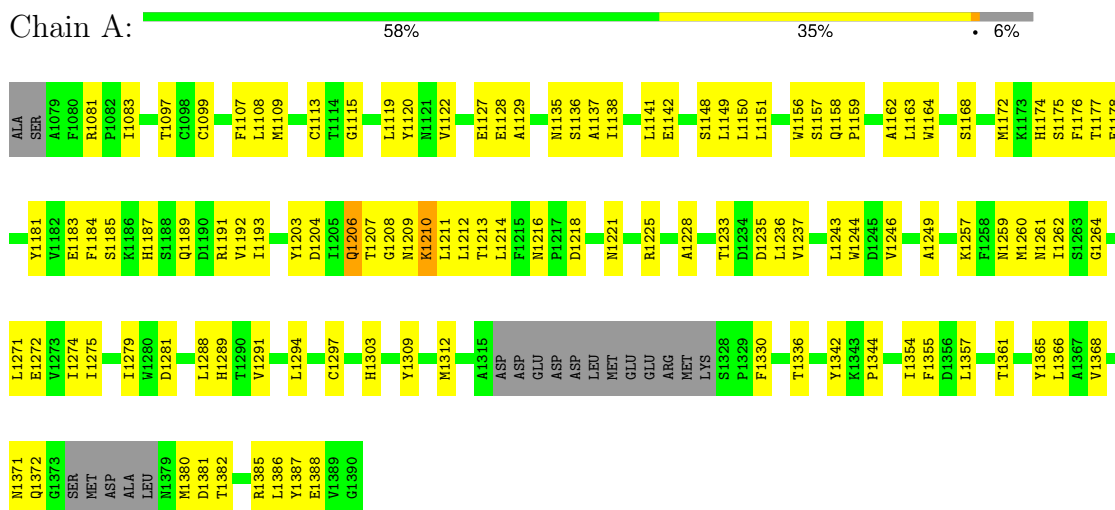 Chain A:
58% 35% • 6%
ALA SER A1079 F1080 R1081 P1082 I1083 T1097 C1098 C1099 F1107 L1108 M1109 C1113 T1114 G1115 L1119 Y1120 N1121 V1122 E1127 E1128 A1129 N1135 S1136 A1137 I1138 L1141 E1142 S1148 L1149 L1150 L1151 W1156 S1157 Q1158 P1159 A1162 L1163 W1164 S1168 M1172 K1173 H1174 S1175 F1176 T1177
Y1181 V1182 E1183 F1184 S1185 K1186 H1187 S1188 Q1189 D1190 R1191 V1192 I1193 Y1203 D1204 I1205 Q1206 T1207 G1208 N1209 K1210 L1211 L1212 T1213 L1214 F1215 N1216 P1217 D1218 N1221 R1225 A1228 T1233 D1234 D1235 L1236 V1237 L1243 W1244 D1245 V1246 A1249 K1257 F1258 N1259 M1260 N1261 I1262 S1263 G1264
L1271 E1272 V1273 I1274 I1275 I1279 W1280 D1281 L1288 H1289 T1290 V1291 L1294 C1297 H1303 Y1309 M1312 A1315 ASP ASP GLU ASP ASP LEU MET GLU GLU ARG MET LYS S1328 P1329 F1330 T1336 Y1342 K1343 P1344 I1354 F1355 D1356 L1357 T1361 Y1365 L1366 A1367 V1368
N1371 Q1372 G1373 SER MET ASP ALA LEU N1379 M1380 D1381 T1382 R1385 L1386 Y1387 E1388 V1389 G1390